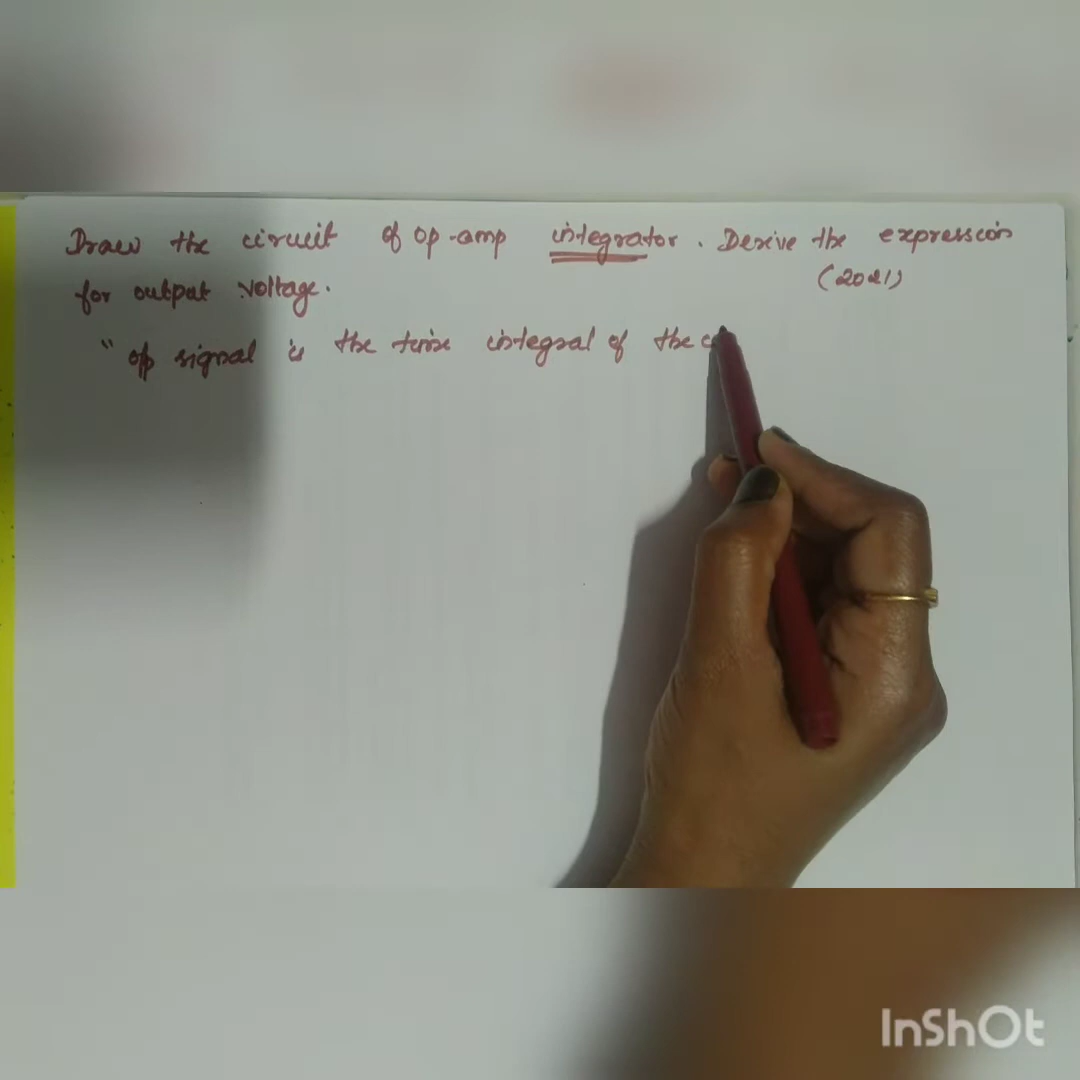 Draw the circuit of op-amp integrator. Derive the expression
for output voltage. (2021)
" o/p signal is the time integral of the
InShOt